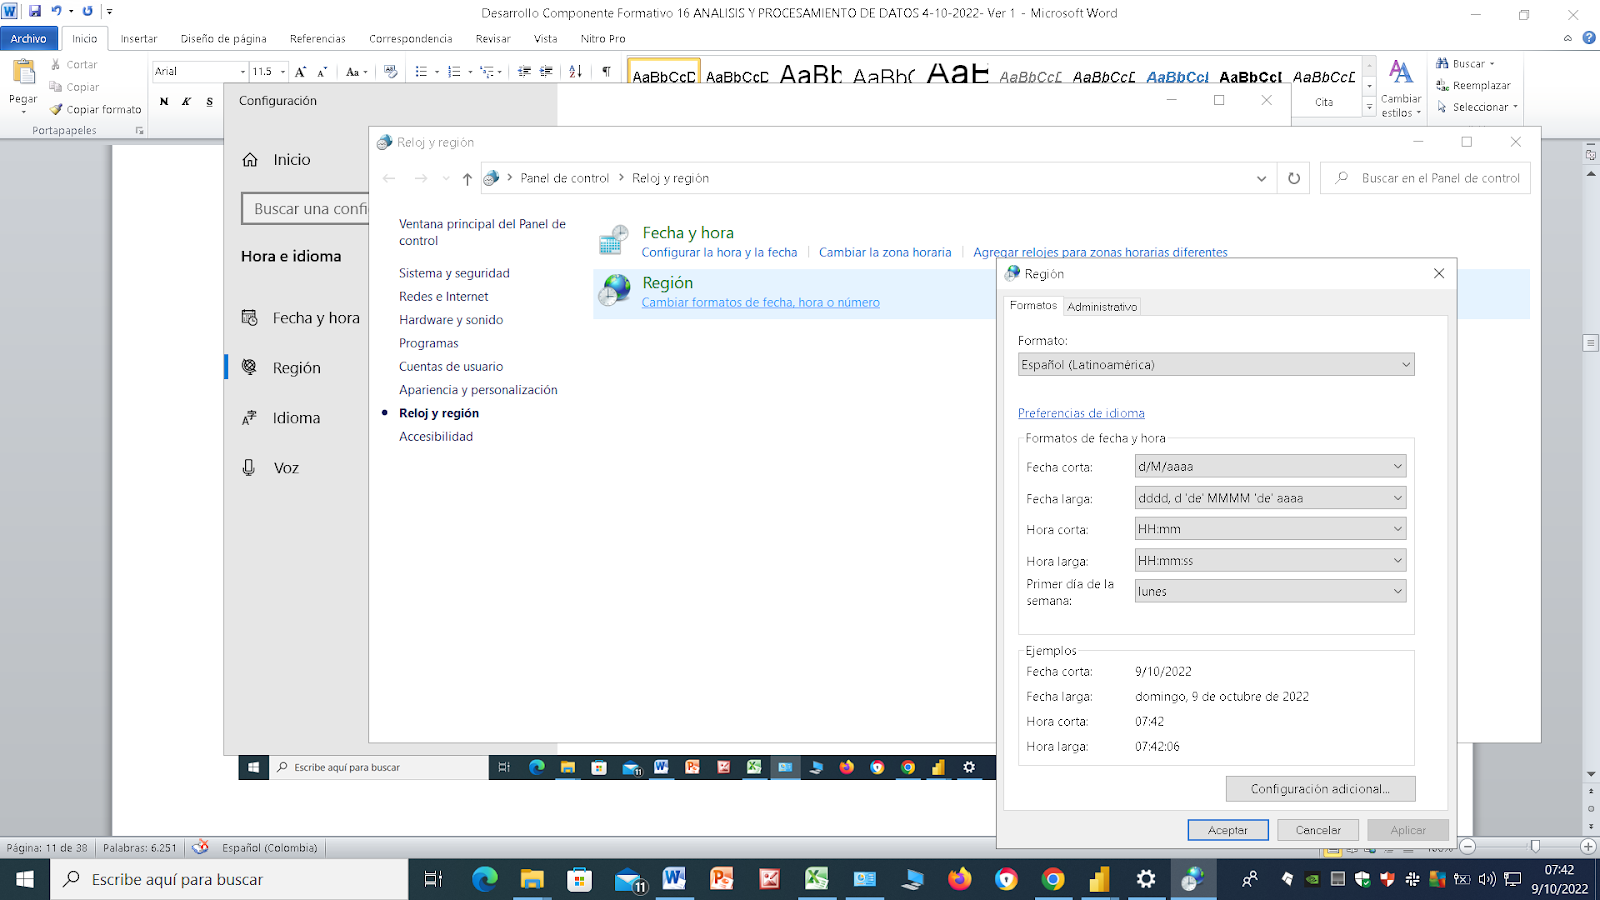 Desarrollo Componente Formativo 16 ANALISIS Y PROCESAMIENTO DE DATOS 4-10-2022- Ver 1 - Microsoft Word
Archivo Inicio Insertar Diseño de página Referencias Correspondencia Revisar Vista Nitro Pro
Pegar
Cortar
Copiar
Copiar formato
Portapapeles
Arial 11.5
N K S
AaBbCcD AaBbCcD AaBb AaBbC AaB AaBbCcD AaBbCcD AaBbCcI AaBbCcI AaBbCcD
Cita
Cambiar
estilos
Buscar
Reemplazar
Seleccionar
Configuración
Inicio
Buscar una confi
Hora e idioma
Fecha y hora
Región
Idioma
Voz
Reloj y región
Panel de control > Reloj y región
Buscar en el Panel de control
Ventana principal del Panel de
control
Sistema y seguridad
Redes e Internet
Hardware y sonido
Programas
Cuentas de usuario
Apariencia y personalización
Reloj y región
Accesibilidad
Fecha y hora
Configurar la hora y la fecha Cambiar la zona horaria Agregar relojes para zonas horarias diferentes
Región
Cambiar formatos de fecha, hora o número
Región
Formatos Administrativo
Formato:
Español (Latinoamérica)
Preferencias de idioma
Formatos de fecha y hora
Fecha corta: d/M/aaaa
Fecha larga: dddd, d 'de' MMMM 'de' aaaa
Hora corta: HH:mm
Hora larga: HH:mm:ss
Primer día de la
semana: lunes
Ejemplos
Fecha corta: 9/10/2022
Fecha larga: domingo, 9 de octubre de 2022
Hora corta: 07:42
Hora larga: 07:42:06
Configuración adicional...
Aceptar Cancelar Aplicar
Escribe aquí para buscar
11
Página: 11 de 38 Palabras: 6.251 Español (Colombia)
Escribe aquí para buscar
11
07:42
9/10/2022